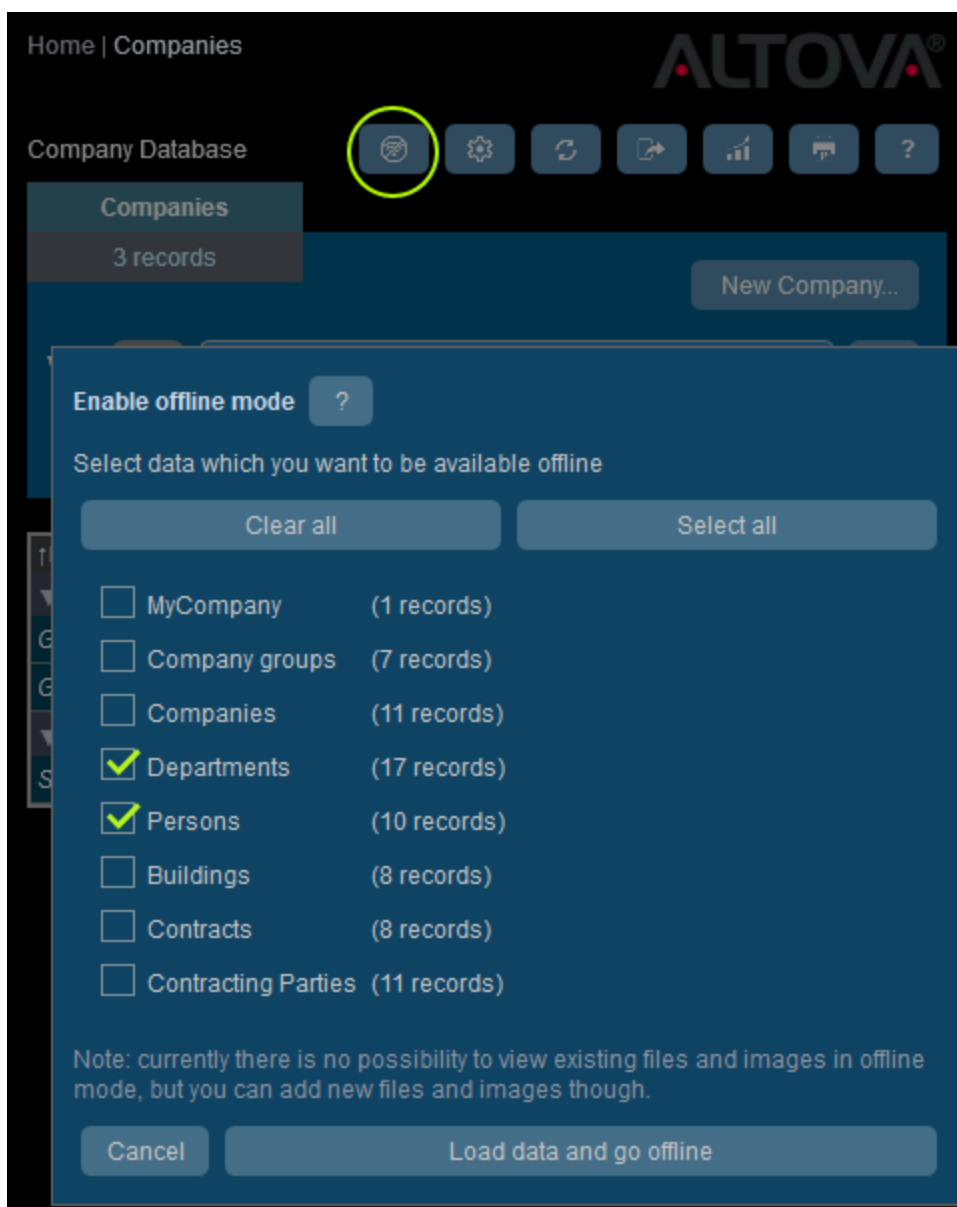 Home | Companies
ALTOVA®
Company Database
?
Companies
3 records
New Company...
Enable offline mode
?
Select data which you want to be available offline
Clear all
Select all
MyCompany (1 records)
Company groups (7 records)
Companies (11 records)
Departments (17 records)
Persons (10 records)
Buildings (8 records)
Contracts (8 records)
Contracting Parties (11 records)
Note: currently there is no possibility to view existing files and images in offline
mode, but you can add new files and images though.
Cancel
Load data and go offline